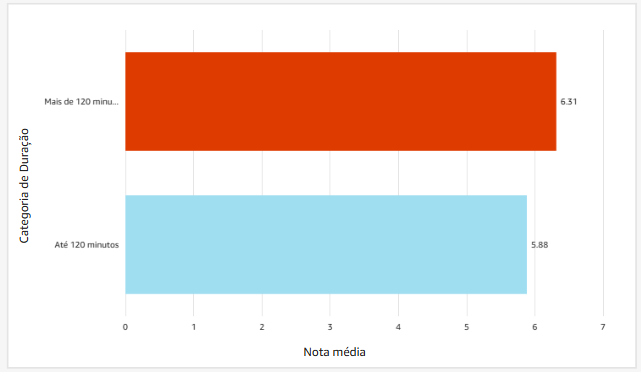 Categoria de Duração
Mais de 120 minu...
6.31
Até 120 minutos
5.88
0 1 2 3 4 5 6 7
Nota média